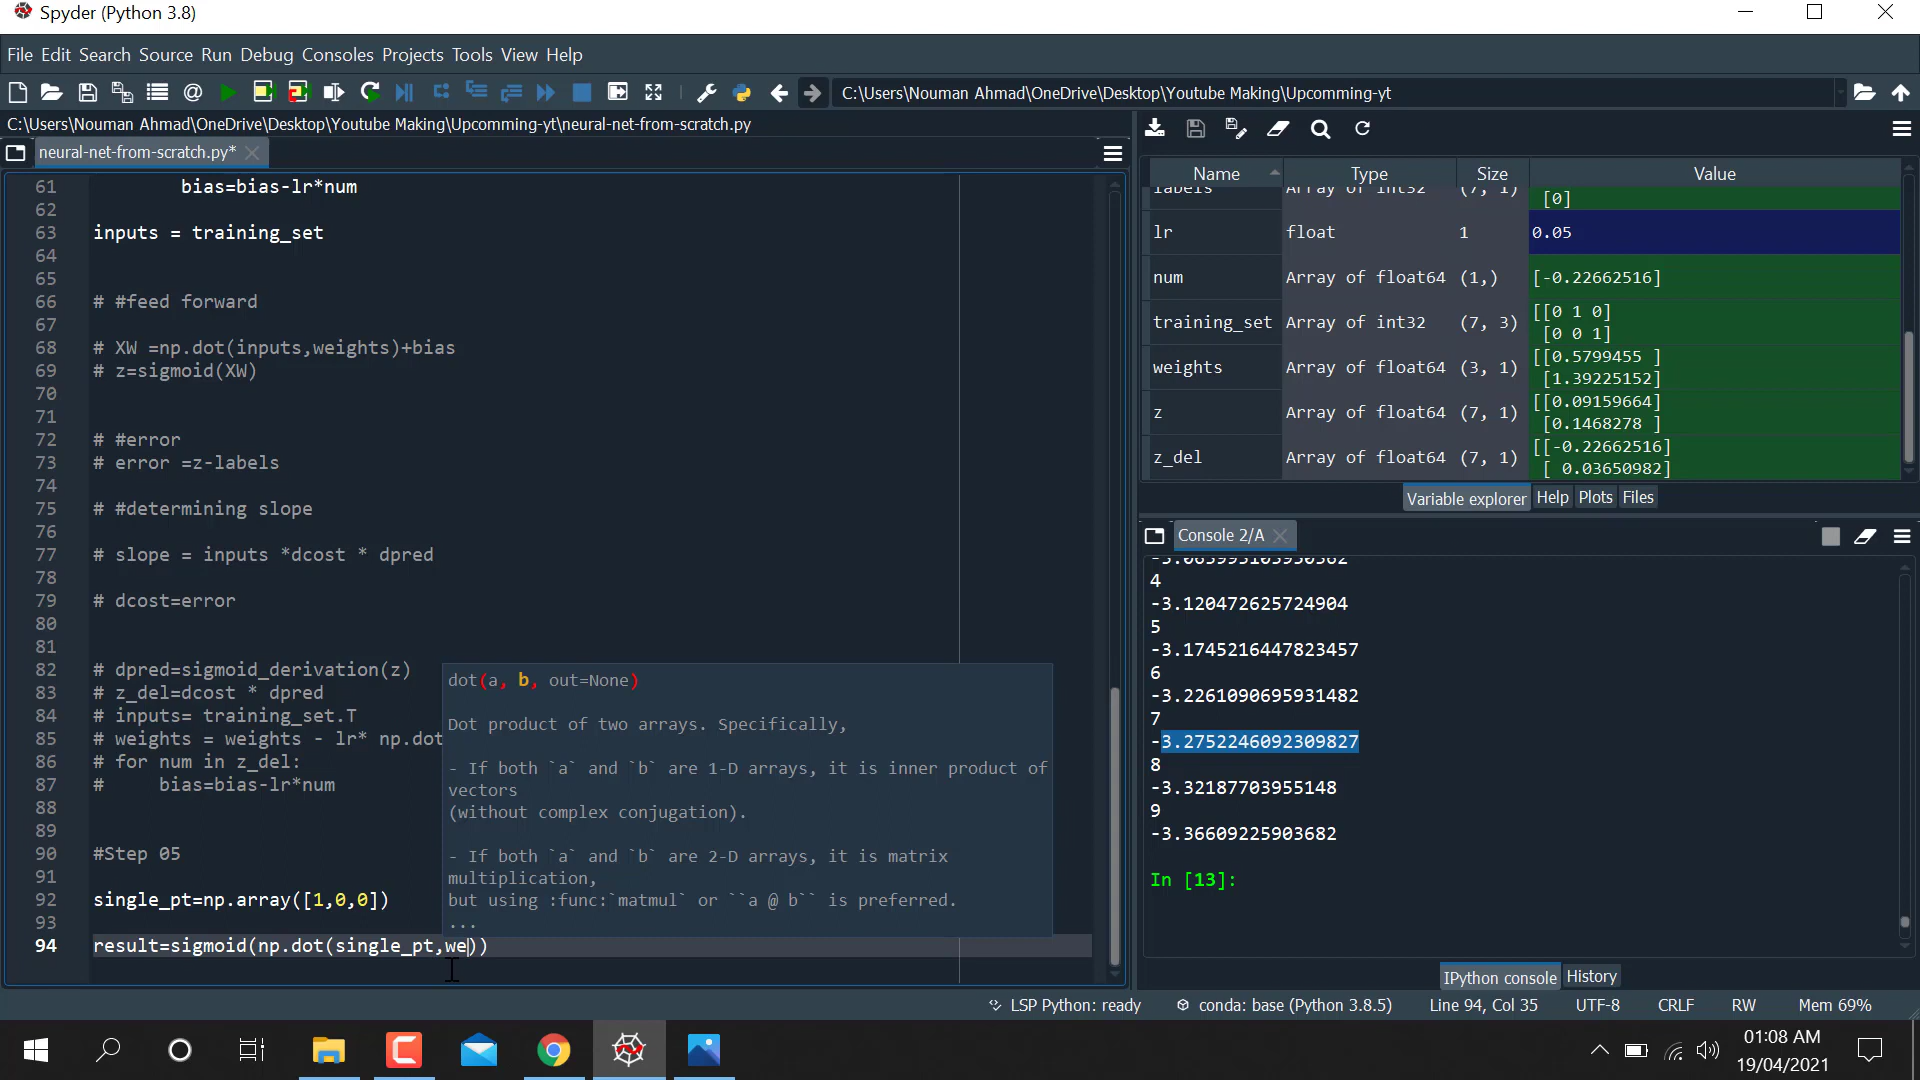 Spyder (Python 3.8)
File Edit Search Source Run Debug Consoles Projects Tools View Help
C:\Users\Nouman Ahmad\OneDrive\Desktop\Youtube Making\Upcomming-yt
C:\Users\Nouman Ahmad\OneDrive\Desktop\Youtube Making\Upcomming-yt\neural-net-from-scratch.py
neural-net-from-scratch.py*
61 bias=bias-lr*num
62
63 inputs = training_set
64
65
66 # #feed forward
67
68 # XW =np.dot(inputs,weights)+bias
69 # z=sigmoid(XW)
70
71
72 # #error
73 # error =z-labels
74
75 # #determining slope
76
77 # slope = inputs *dcost * dpred
78
79 # dcost=error
80
81
82 # dpred=sigmoid_derivation(z)
83 # z_del=dcost * dpred
84 # inputs= training_set.T
85 # weights = weights - lr* np.dot
86 # for num in z_del:
87 #     bias=bias-lr*num
88
89
90 #Step 05
91
92 single_pt=np.array([1,0,0])
93
94 result=sigmoid(np.dot(single_pt,we))
dot(a, b, out=None)
Dot product of two arrays. Specifically,
- If both `a` and `b` are 1-D arrays, it is inner product of
vectors
(without complex conjugation).
- If both `a` and `b` are 2-D arrays, it is matrix
multiplication,
but using :func:`matmul` or ``a @ b`` is preferred.
...
Name Type Size Value
labels Array of int32 (7, 1) [0]
lr float 1 0.05
num Array of float64 (1,) [-0.22662516]
training_set Array of int32 (7, 3) [[0 1 0]
[0 0 1]
weights Array of float64 (3, 1) [[0.5799455 ]
[1.39225152]
z Array of float64 (7, 1) [[0.09159664]
[0.1468278 ]
z_del Array of float64 (7, 1) [[-0.22662516]
[ 0.03650982]
Variable explorer Help Plots Files
Console 2/A
4
-3.120472625724904
5
-3.1745216447823457
6
-3.2261090695931482
7
-3.2752246092309827
8
-3.32187703955148
9
-3.36609225903682
In [13]:
IPython console History
LSP Python: ready conda: base (Python 3.8.5) Line 94, Col 35 UTF-8 CRLF RW Mem 69%
01:08 AM
19/04/2021